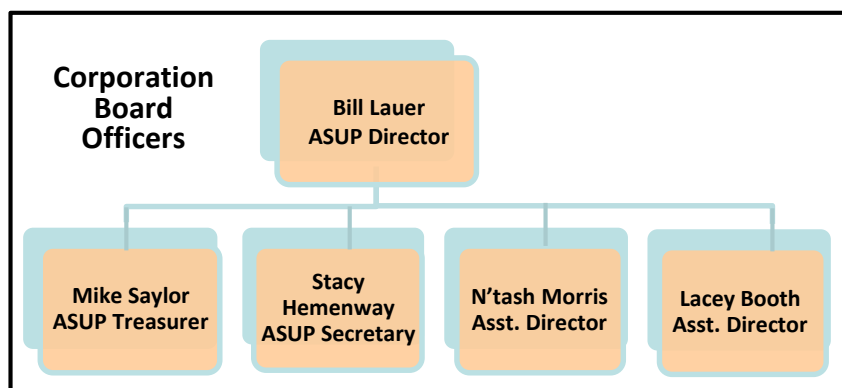 Corporation
Board
Officers
Bill Lauer
ASUP Director
Mike Saylor
ASUP Treasurer
Stacy
Hemenway
ASUP Secretary
N’tash Morris
Asst. Director
Lacey Booth
Asst. Director